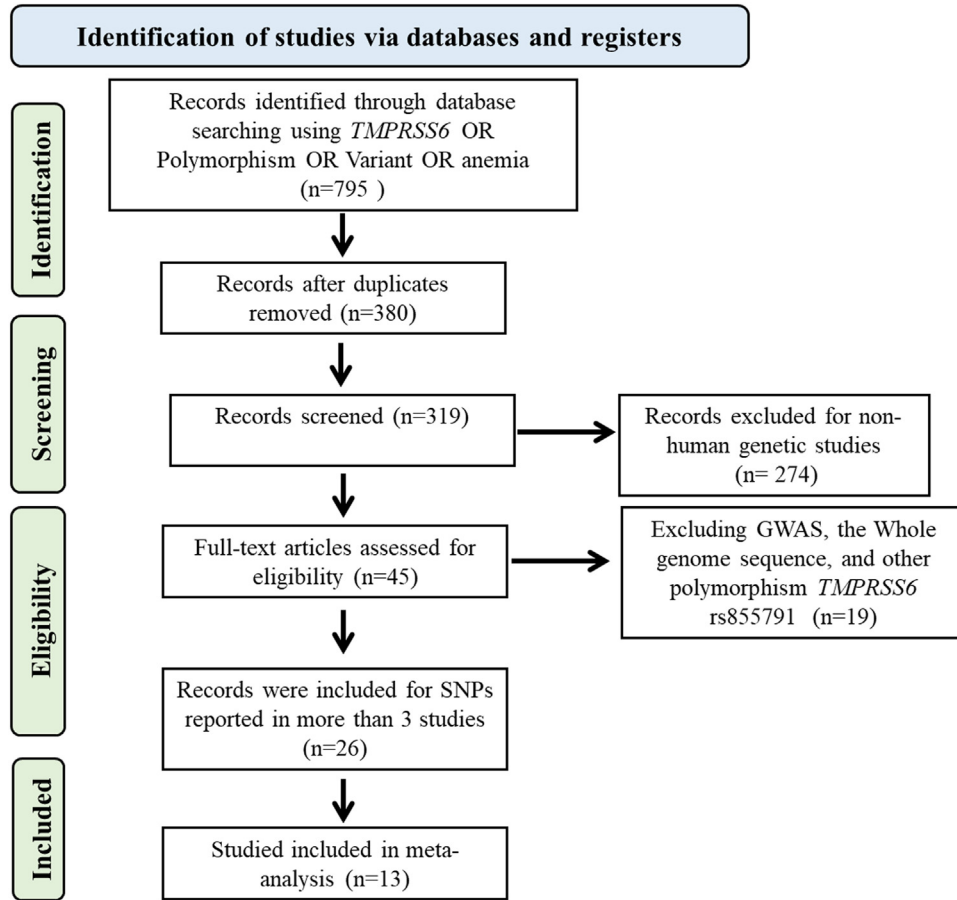 Identification of studies via databases and registers
Identification
Records identified through database
searching using TMPRSS6 OR
Polymorphism OR Variant OR anemia
(n=795 )
Records after duplicates
removed (n=380)
Screening
Records screened (n=319)
Records excluded for non-
human genetic studies
(n= 274)
Eligibility
Full-text articles assessed for
eligibility (n=45)
Excluding GWAS, the Whole
genome sequence, and other
polymorphism TMPRSS6
rs855791 (n=19)
Records were included for SNPs
reported in more than 3 studies
(n=26)
Included
Studied included in meta-
analysis (n=13)